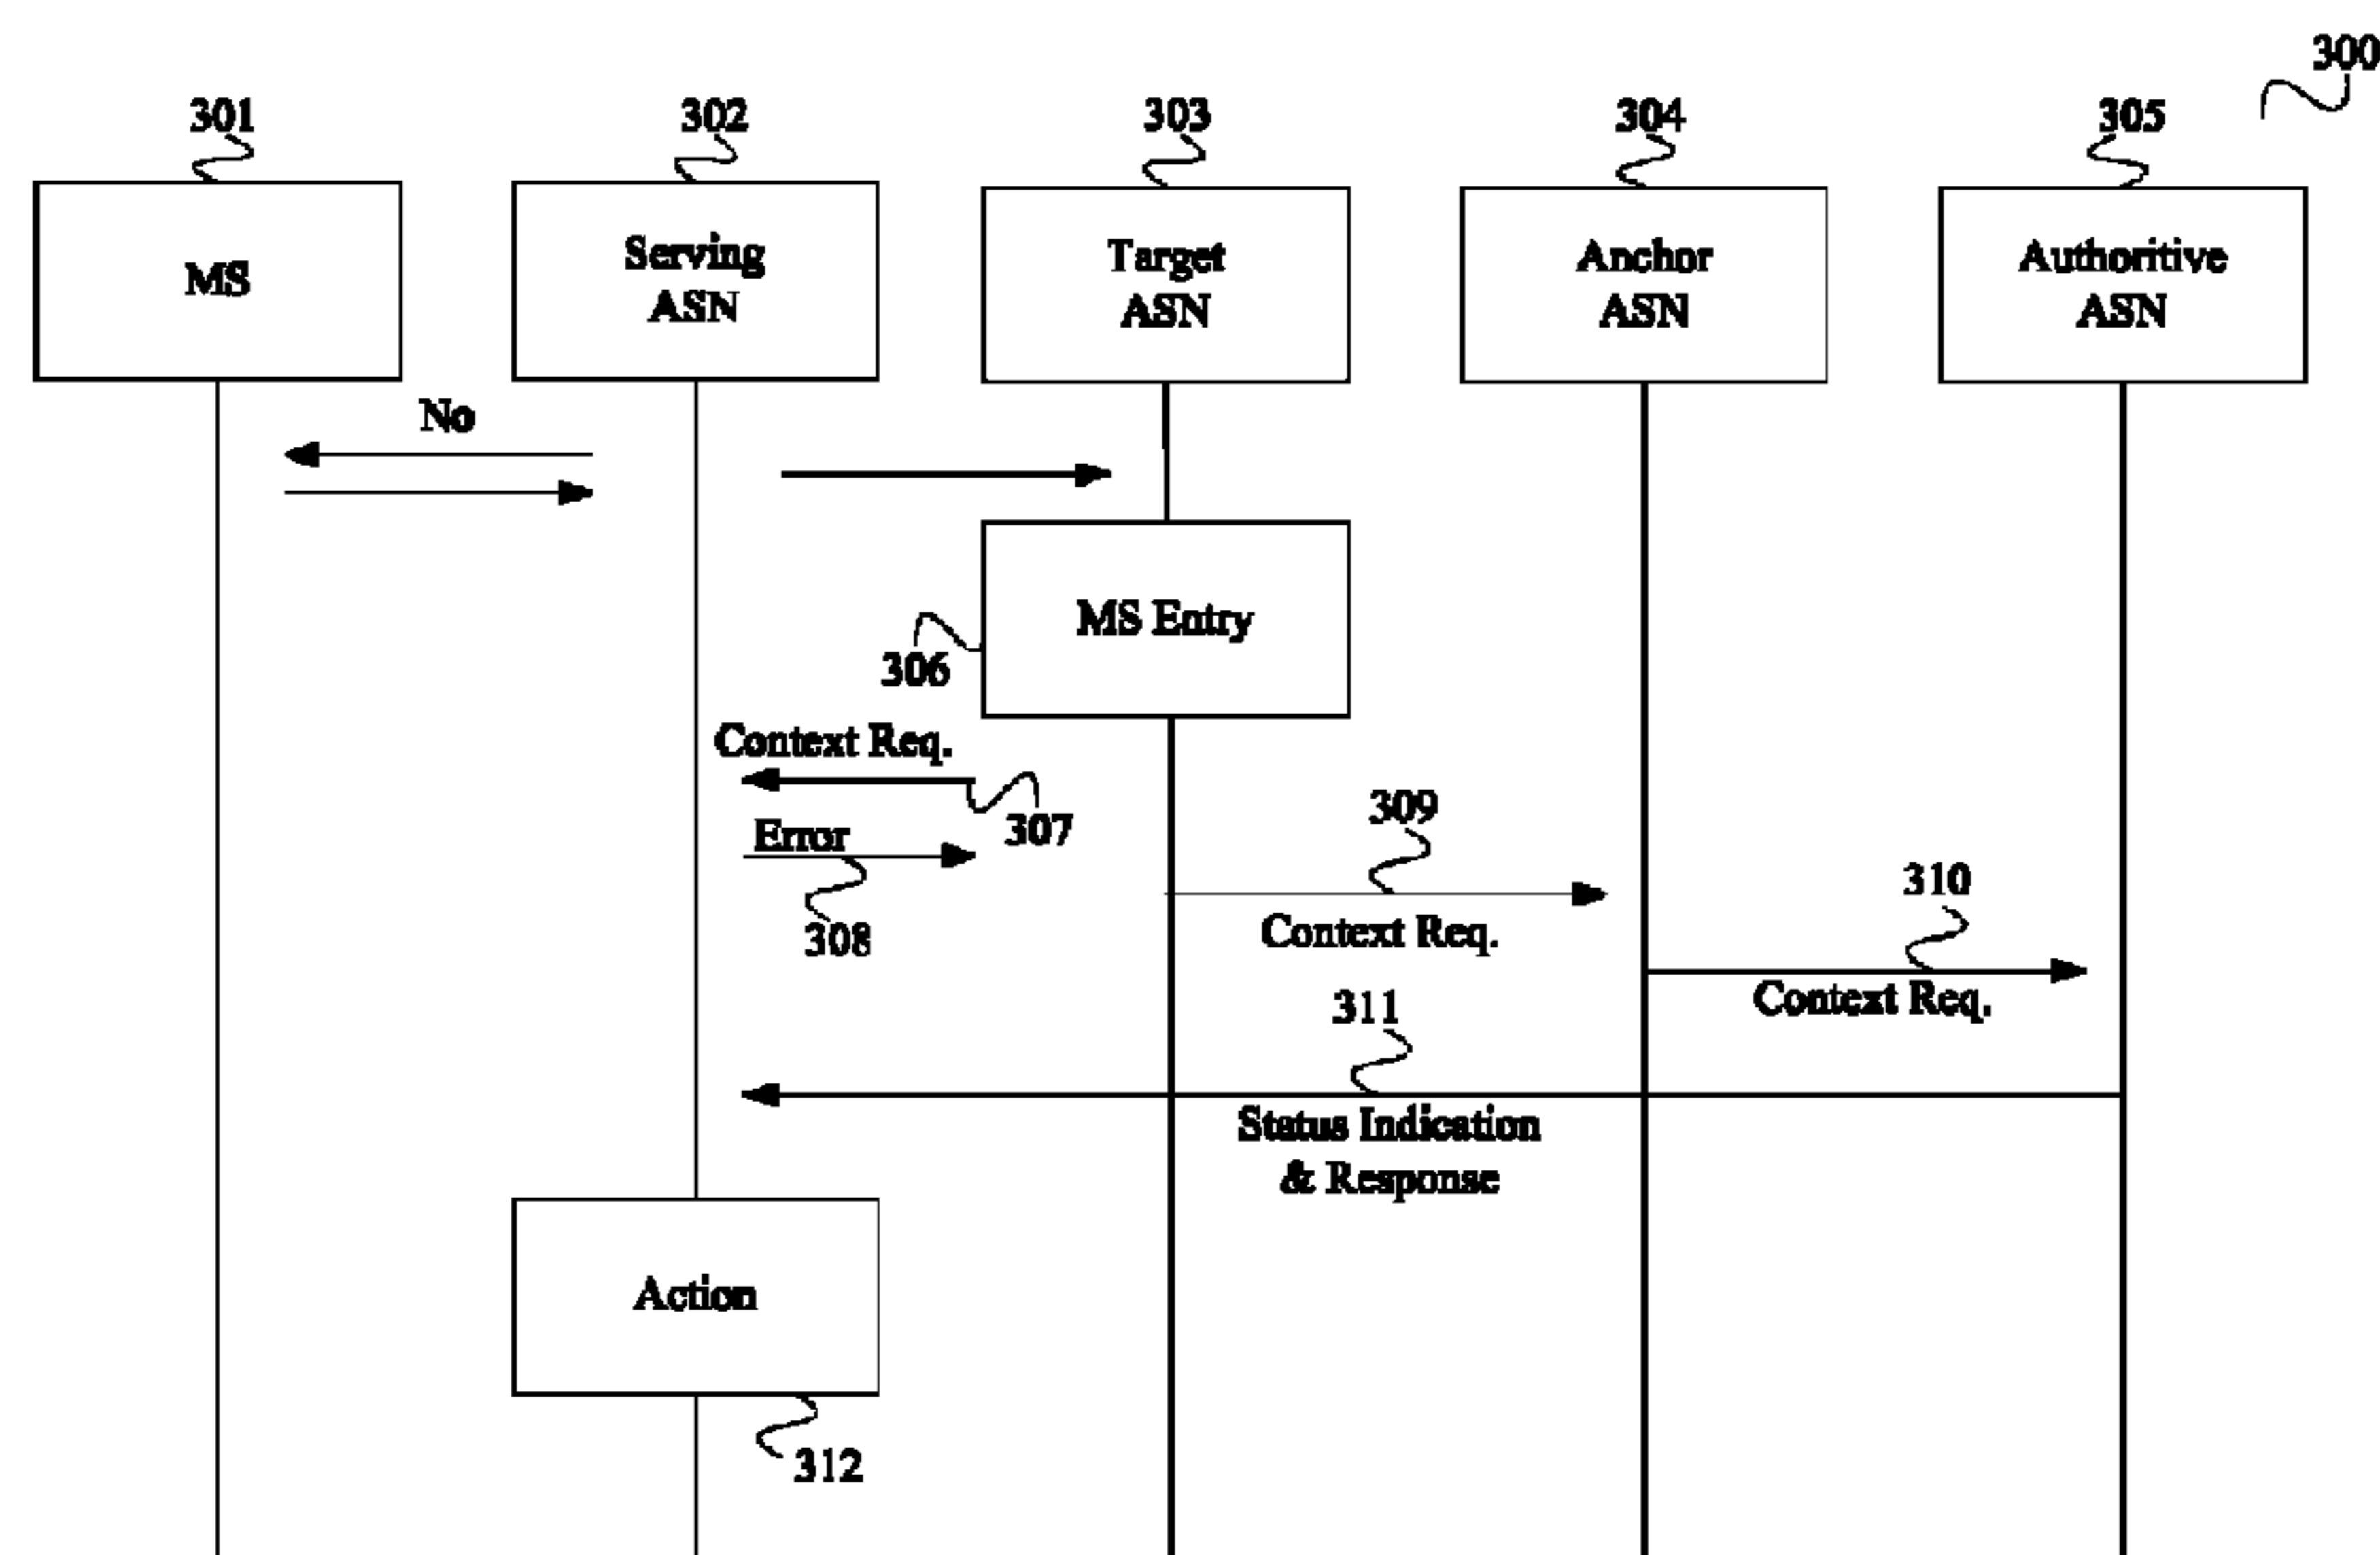 300
301
302
303
304
305
MS
Serving
ASN
Target
ASN
Anchor
ASN
Authoritive
ASN
No
MS Entry
306
Context Req.
307
Error
308
309
Context Req.
310
Context Req.
311
Status Indication
& Response
Action
312